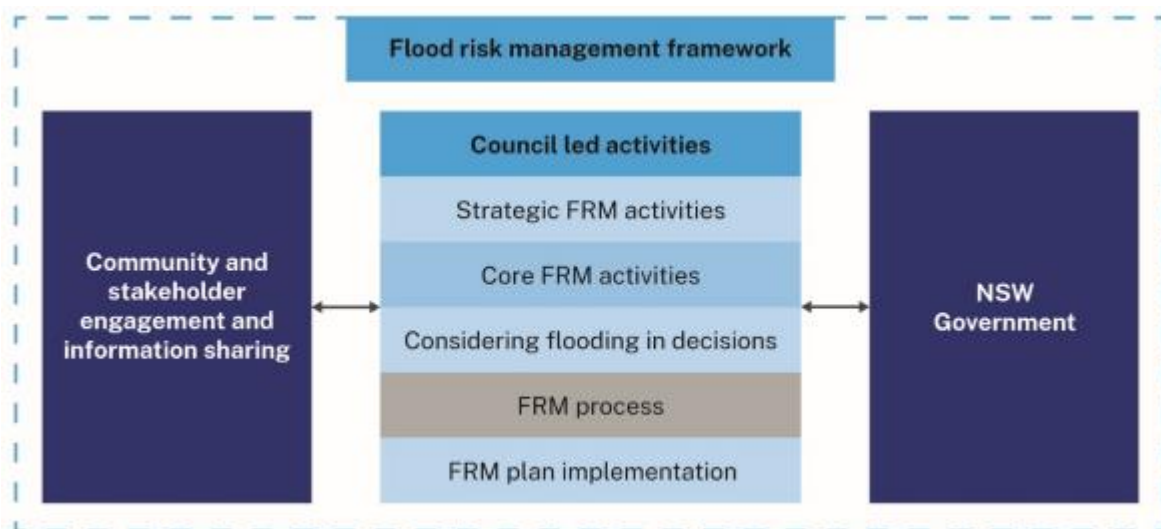 Flood risk management framework
Community and
stakeholder
engagement and
information sharing
Council led activities
Strategic FRM activities
Core FRM activities
Considering flooding in decisions
FRM process
FRM plan implementation
NSW
Government